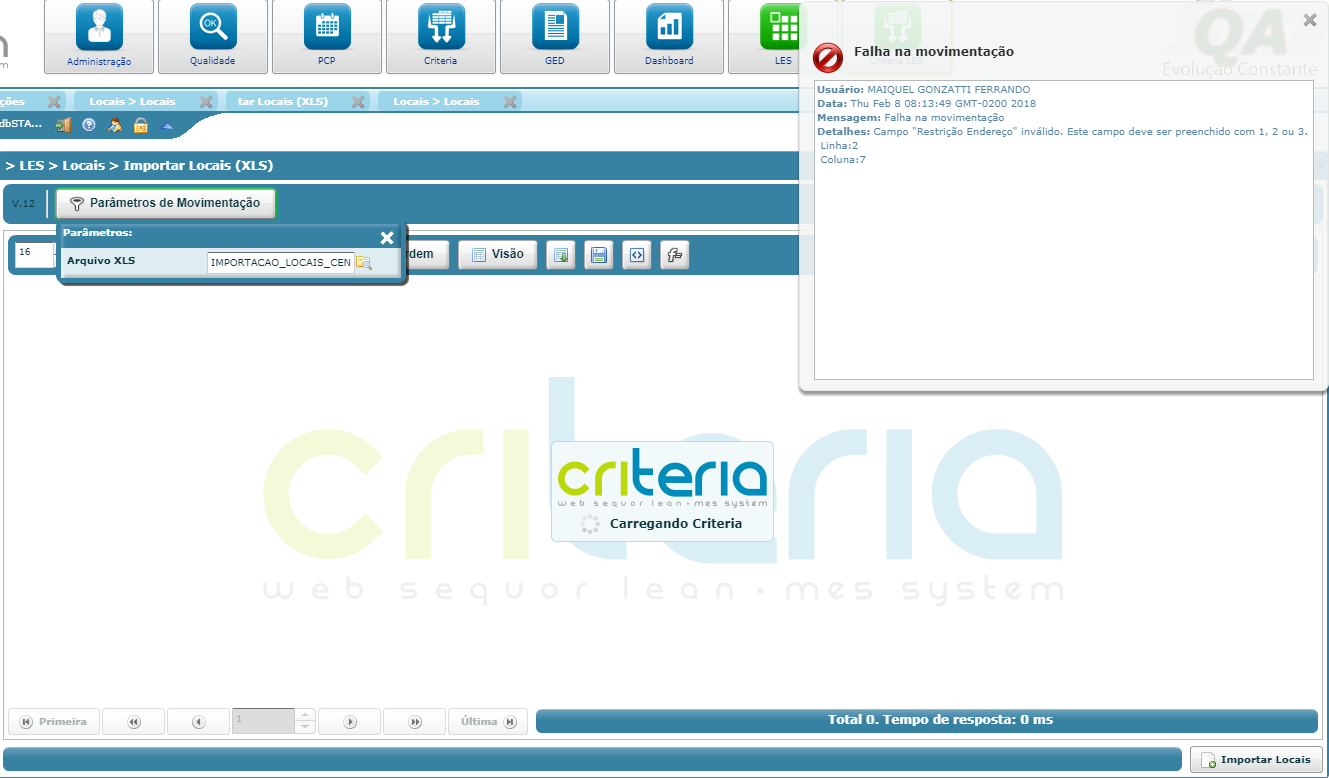 m
Administração
Qualidade
PCP
Criteria
GED
Dashboard
LES
Criteria LES
QAD
Evolução Constante
Falha na movimentação
Usuário: MAIQUEL GONZATTI FERRANDO
Data: Thu Feb 8 08:13:49 GMT-0200 2018
Mensagem: Falha na movimentação
Detalhes: Campo "Restrição Endereço" inválido. Este campo deve ser preenchido com 1, 2 ou 3.
Linha:2
Coluna:7
ções
Locais > Locais
tar Locais (XLS)
Locais > Locais
dbSTA...
> LES > Locais > Importar Locais (XLS)
V.12
Parâmetros de Movimentação
Parâmetros:
16
Arquivo XLS
IMPORTACAO_LOCAIS_CEN
rdem
Visão
criteria
web sequor lean · mes system
criteria
web sequor lean · mes system
Carregando Criteria
Primeira
1
Última
Total 0. Tempo de resposta: 0 ms
Importar Locais